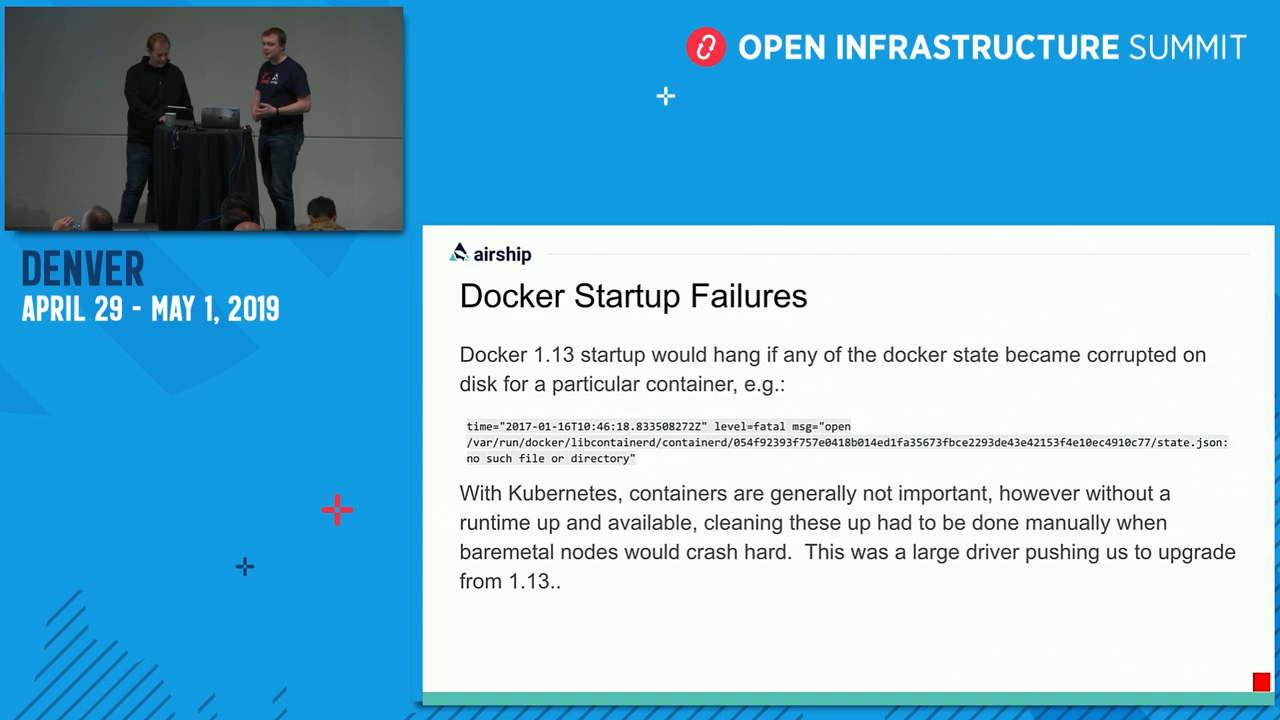 OPEN INFRASTRUCTURE SUMMIT
DENVER
APRIL 29 - MAY 1, 2019
airship
Docker Startup Failures
Docker 1.13 startup would hang if any of the docker state became corrupted on
disk for a particular container, e.g.:
time="2017-01-16T10:46:18.833508272Z" level=fatal msg="open
/var/run/docker/libcontainerd/containerd/054f92393f757e0418b014ed1fa35673fbce2293de43e42153f4e10ec4910c77/state.json:
no such file or directory"
With Kubernetes, containers are generally not important, however without a
runtime up and available, cleaning these up had to be done manually when
baremetal nodes would crash hard.  This was a large driver pushing us to upgrade
from 1.13..